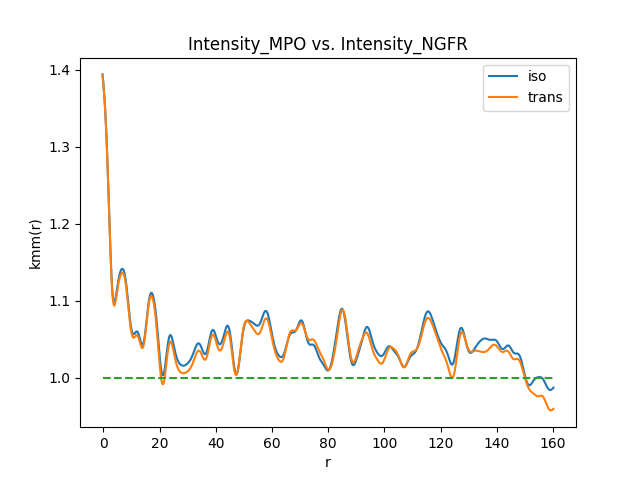 Intensity_MPO vs. Intensity_NGFR
iso
trans
kmm(r)
1.4
1.3
1.2
1.1
1.0
0 20 40 60 80 100 120 140 160
r